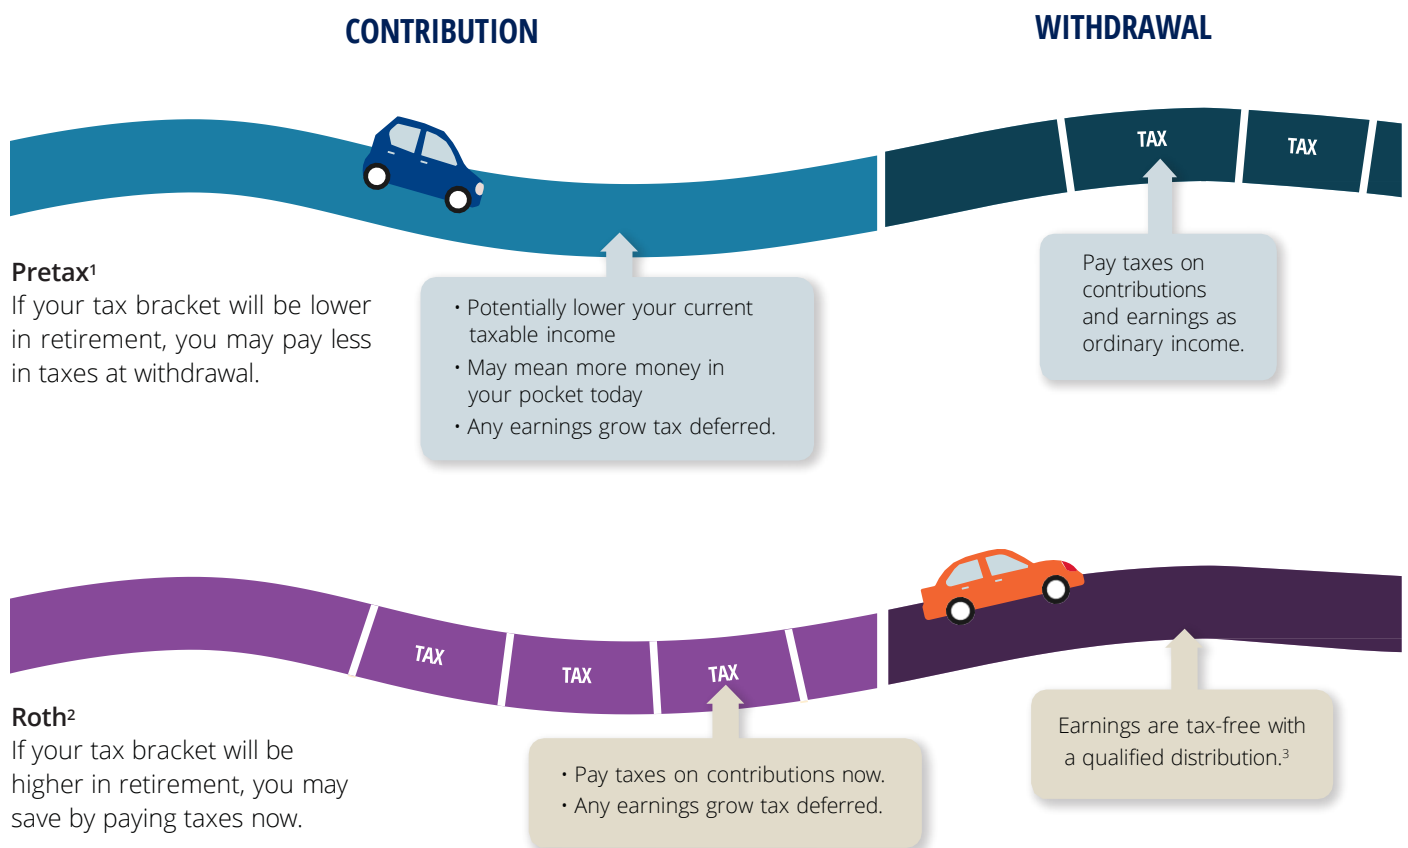 CONTRIBUTION
WITHDRAWAL
TAX
TAX
Pretax¹
If your tax bracket will be lower
in retirement, you may pay less
in taxes at withdrawal.
• Potentially lower your current
taxable income
• May mean more money in
your pocket today
• Any earnings grow tax deferred.
Pay taxes on
contributions
and earnings as
ordinary income.
TAX
TAX
TAX
Roth²
If your tax bracket will be
higher in retirement, you may
save by paying taxes now.
• Pay taxes on contributions now.
• Any earnings grow tax deferred.
Earnings are tax-free with
a qualified distribution.³